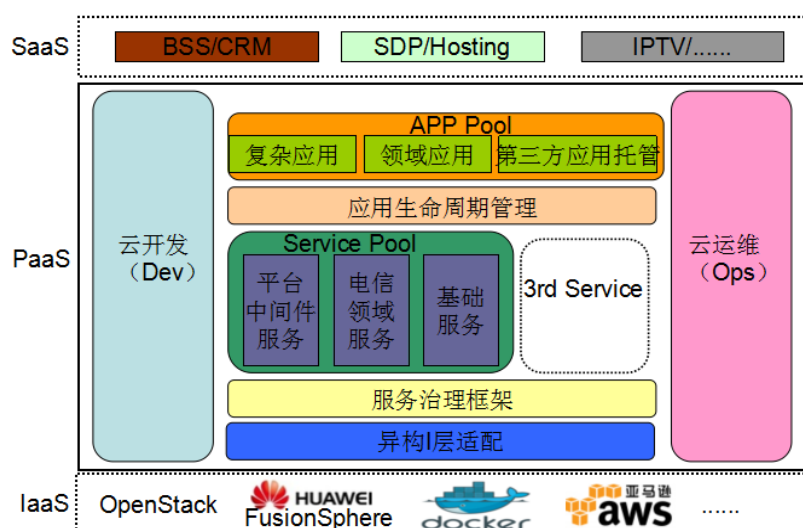 SaaS
BSS/CRM
SDP/Hosting
IPTV/......
PaaS
云开发
（Dev）
APP Pool
复杂应用
领域应用
第三方应用托管
应用生命周期管理
Service Pool
平台
中间件
服务
电信
领域
服务
基础
服务
3rd Service
服务治理框架
异构I层适配
云运维
（Ops）
IaaS
OpenStack
HUAWEI
FusionSphere
docker
亚马逊
aws
......